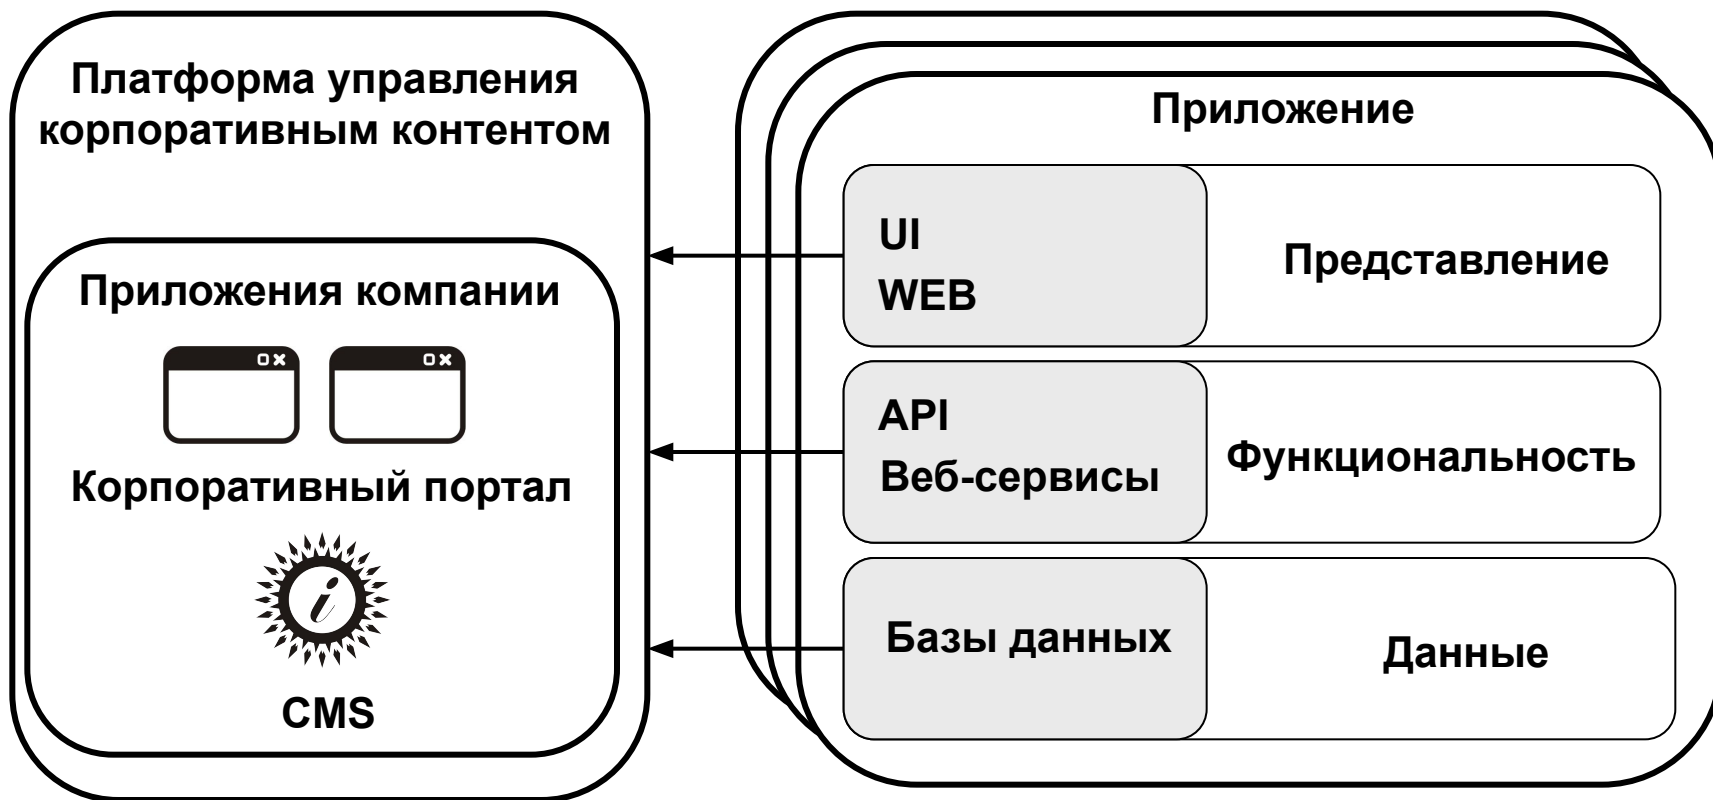 Платформа управления
корпоративным контентом
Приложения компании
Корпоративный портал
i
CMS
Приложение
UI
WEB
Представление
API
Веб-сервисы
Функциональность
Базы данных
Данные